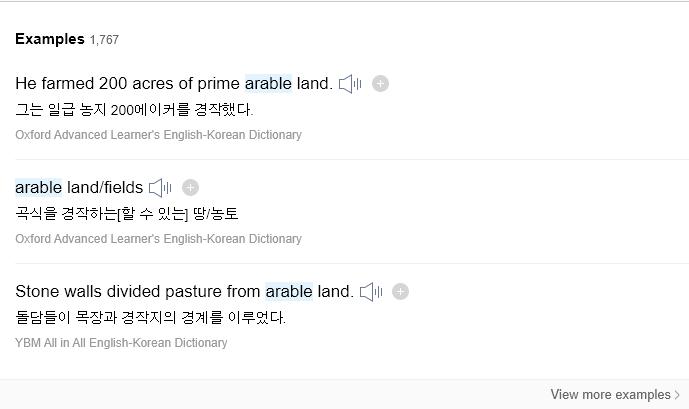 Examples 1,767
He farmed 200 acres of prime arable land.
그는 일급 농지 200에이커를 경작했다.
Oxford Advanced Learner's English-Korean Dictionary
arable land/fields
곡식을 경작하는[할 수 있는] 땅/농토
Oxford Advanced Learner's English-Korean Dictionary
Stone walls divided pasture from arable land.
돌담들이 목장과 경작지의 경계를 이루었다.
YBM All in All English-Korean Dictionary
View more examples